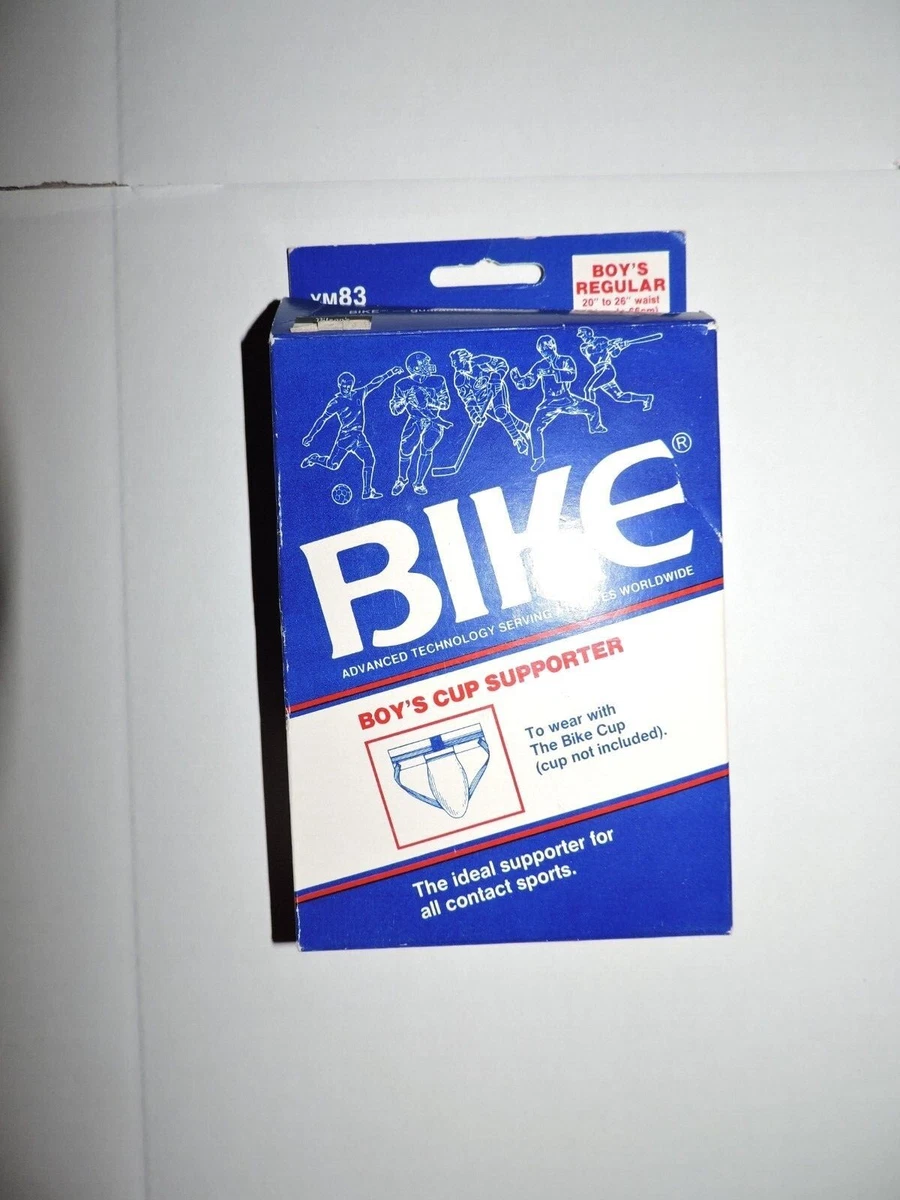 YM83
BOY'S
REGULAR
20" to 26" waist
BIKE
BIKE®
ADVANCED TECHNOLOGY SERVING WORLDWIDE
BOY'S CUP SUPPORTER
To wear with
The Bike Cup
(cup not included).
The ideal supporter for
all contact sports.